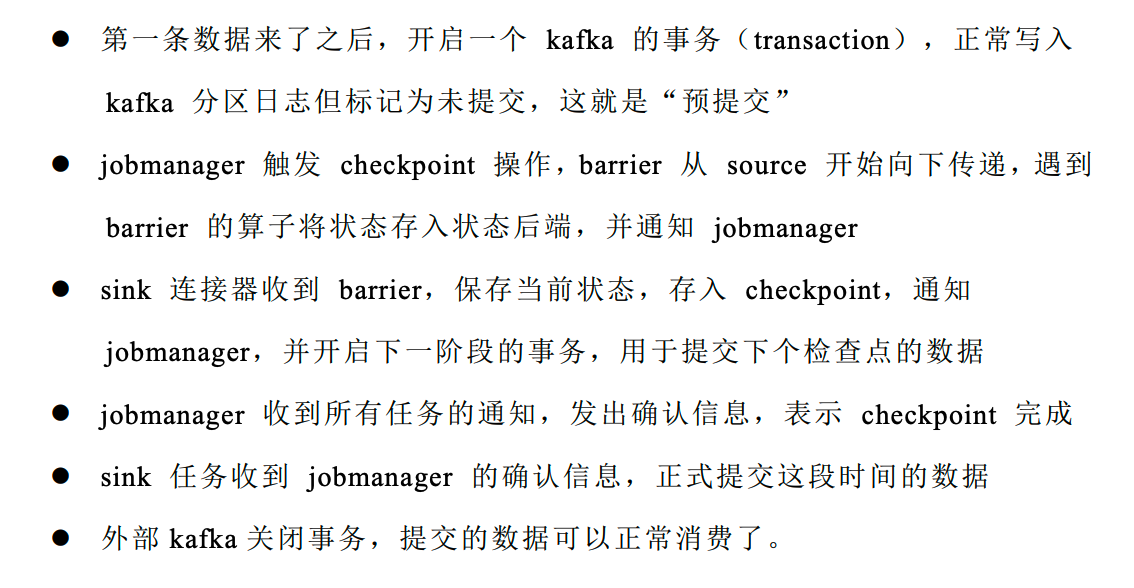 ● 第一条数据来了之后，开启一个 kafka 的事务（transaction），正常写入
kafka 分区日志但标记为未提交，这就是“预提交”
● jobmanager 触发 checkpoint 操作，barrier 从 source 开始向下传递，遇到
barrier 的算子将状态存入状态后端，并通知 jobmanager
● sink 连接器收到 barrier，保存当前状态，存入 checkpoint，通知
jobmanager，并开启下一阶段的事务，用于提交下个检查点的数据
● jobmanager 收到所有任务的通知，发出确认信息，表示 checkpoint 完成
● sink 任务收到 jobmanager 的确认信息，正式提交这段时间的数据
● 外部 kafka 关闭事务，提交的数据可以正常消费了。